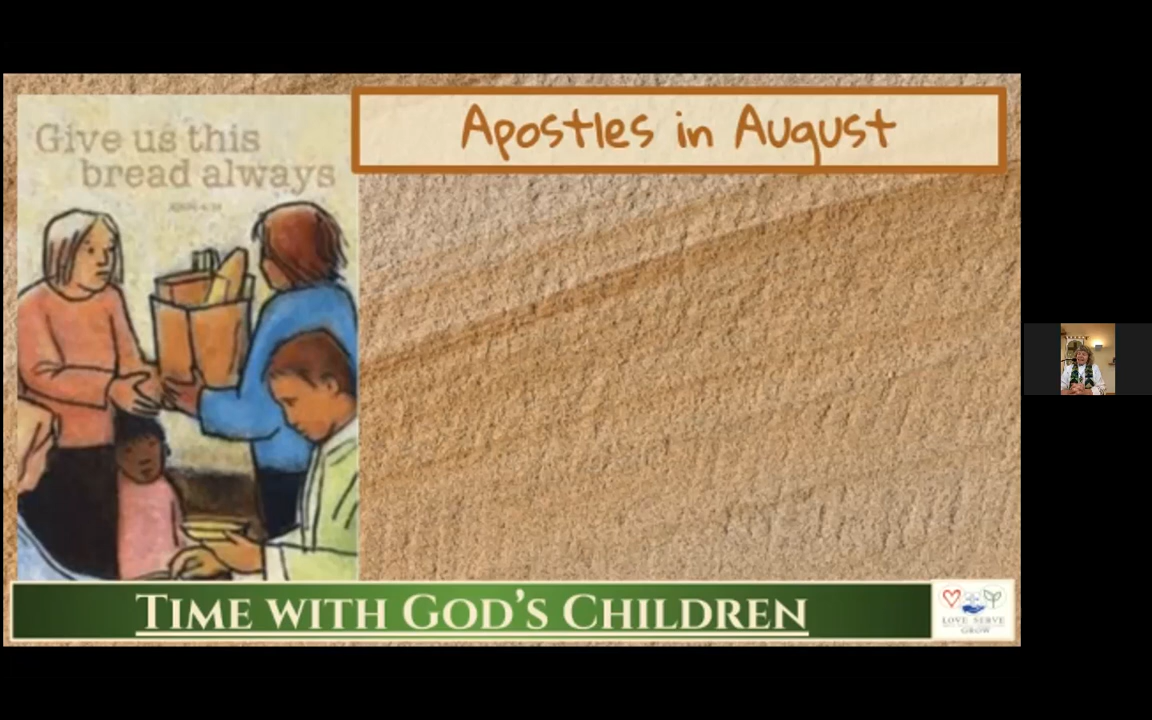 Apostles in August
Give us this
bread always
TIME WITH GOD'S CHILDREN
LOVE SERVE
GROW